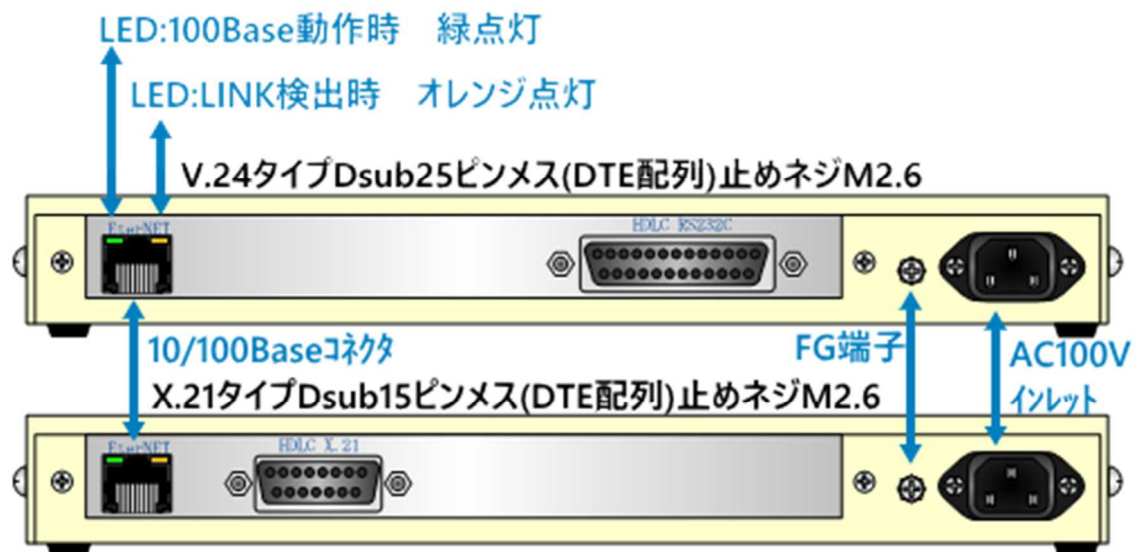 LED:100Base動作時　緑点灯
LED:LINK検出時　オレンジ点灯
V.24タイプDsub25ピンメス(DTE配列)止めネジM2.6
EterNET
HDLC RS232C
10/100Baseｺﾈｸﾀ
FG端子
AC100V
インレット
X.21タイプDsub15ピンメス(DTE配列)止めネジM2.6
EterNET
HDLC X.21